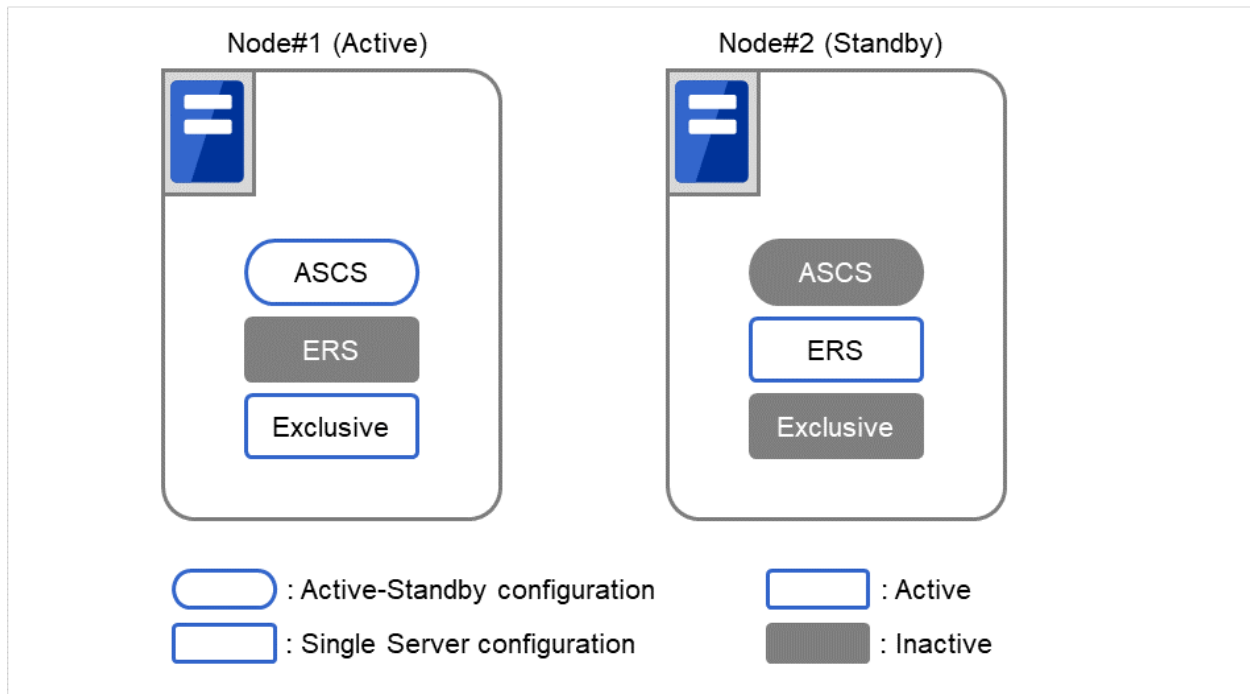 Node#1 (Active)
Node#2 (Standby)
ASCS
ERS
Exclusive
ASCS
ERS
Exclusive
: Active-Standby configuration
: Single Server configuration
: Active
: Inactive